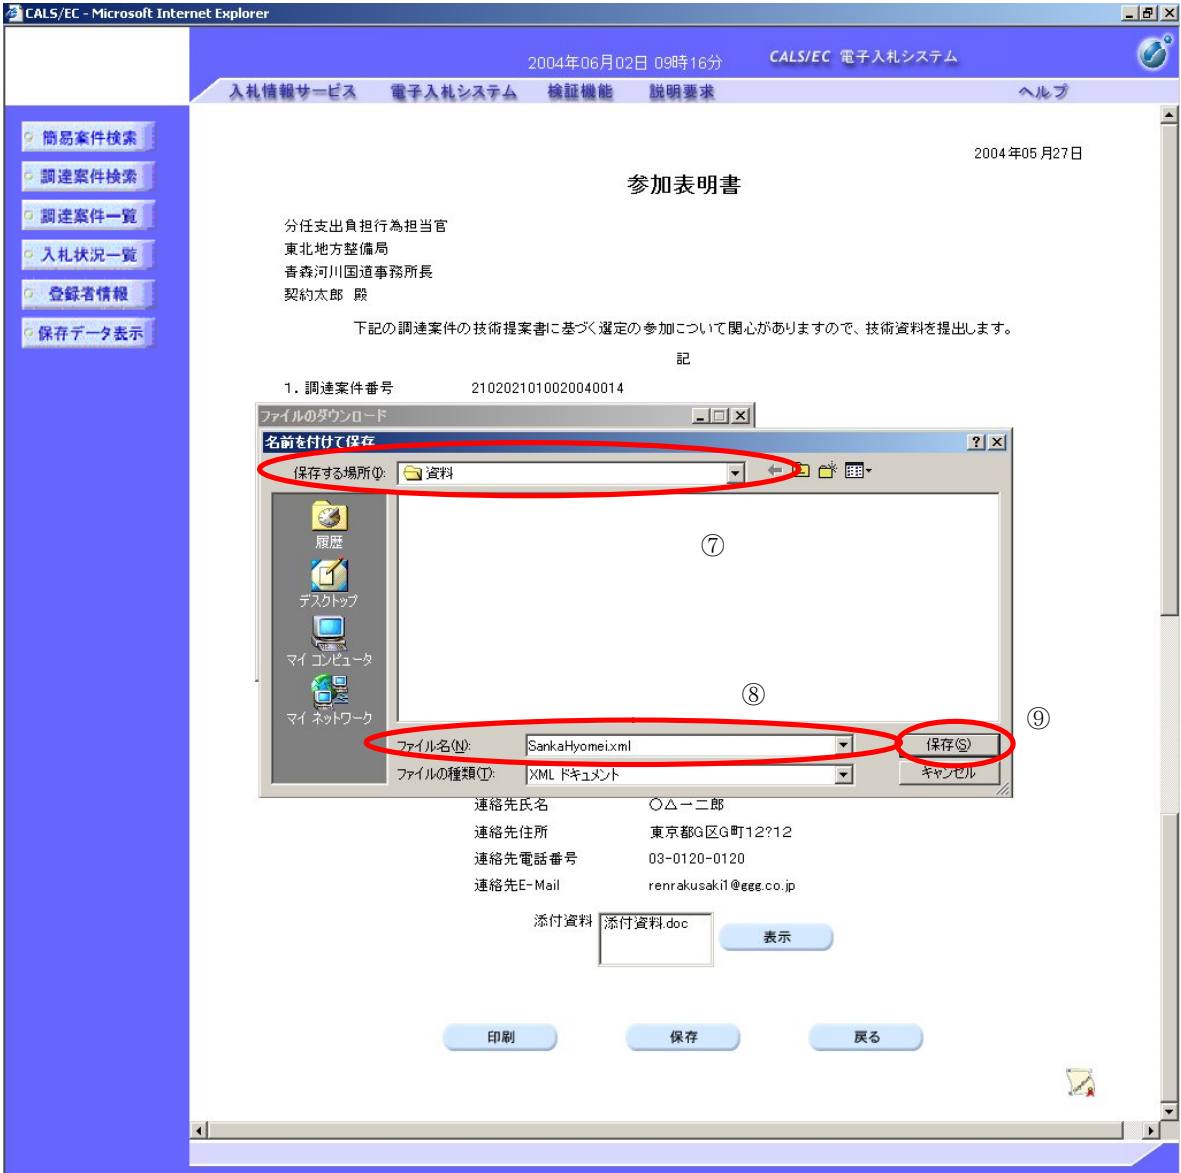 CALS/EC - Microsoft Internet Explorer
2004年06月02日 09時16分
CALS/EC 電子入札システム
入札情報サービス
電子入札システム
検証機能
説明要求
ヘルプ
簡易案件検索
調達案件検索
調達案件一覧
入札状況一覧
登録者情報
保存データ表示
2004年05月27日
参加表明書
分任支出負担行為担当官
東北地方整備局
青森河川国道事務所長
契約太郎 殿
下記の調達案件の技術提案書に基づく選定の参加について関心がありますので、技術資料を提出します。
記
1. 調達案件番号 2102021010020040014
ファイルのダウンロード
名前を付けて保存
保存する場所(I): 資料
履歴
デスクトップ
マイ コンピュータ
マイ ネットワーク
⑦
⑧
⑨
ファイル名(N): SankaHyomei.xml 保存(S)
ファイルの種類(T): XML ドキュメント キャンセル
連絡先氏名 〇△一二郎
連絡先住所 東京都G区G町12?12
連絡先電話番号 03-0120-0120
連絡先E-Mail renrakusaki1@ggg.co.jp
添付資料 添付資料.doc 表示
印刷 保存 戻る